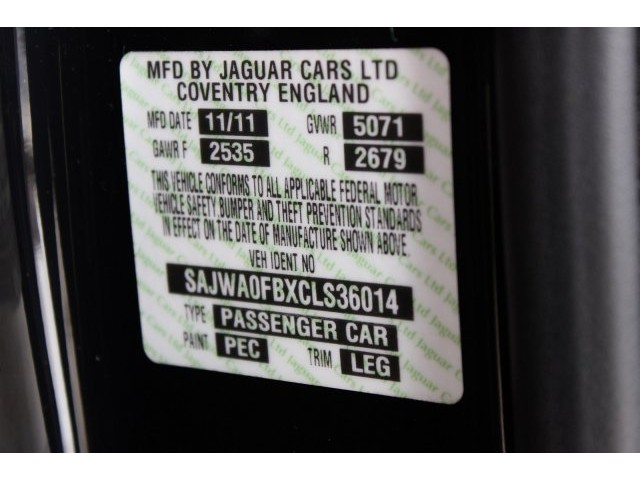 MFD BY JAGUAR CARS LTD
COVENTRY ENGLAND
MFD DATE 11/11 GVWR 5071
GAWR F 2535 R 2679
THIS VEHICLE CONFORMS TO ALL APPLICABLE FEDERAL MOTOR
VEHICLE SAFETY, BUMPER AND THEFT PREVENTION STANDARDS
IN EFFECT ON THE DATE OF MANUFACTURE SHOWN ABOVE.
VEH IDENT NO
SAJWA0FBXCLS36014
TYPE PASSENGER CAR
PAINT PEC TRIM LEG